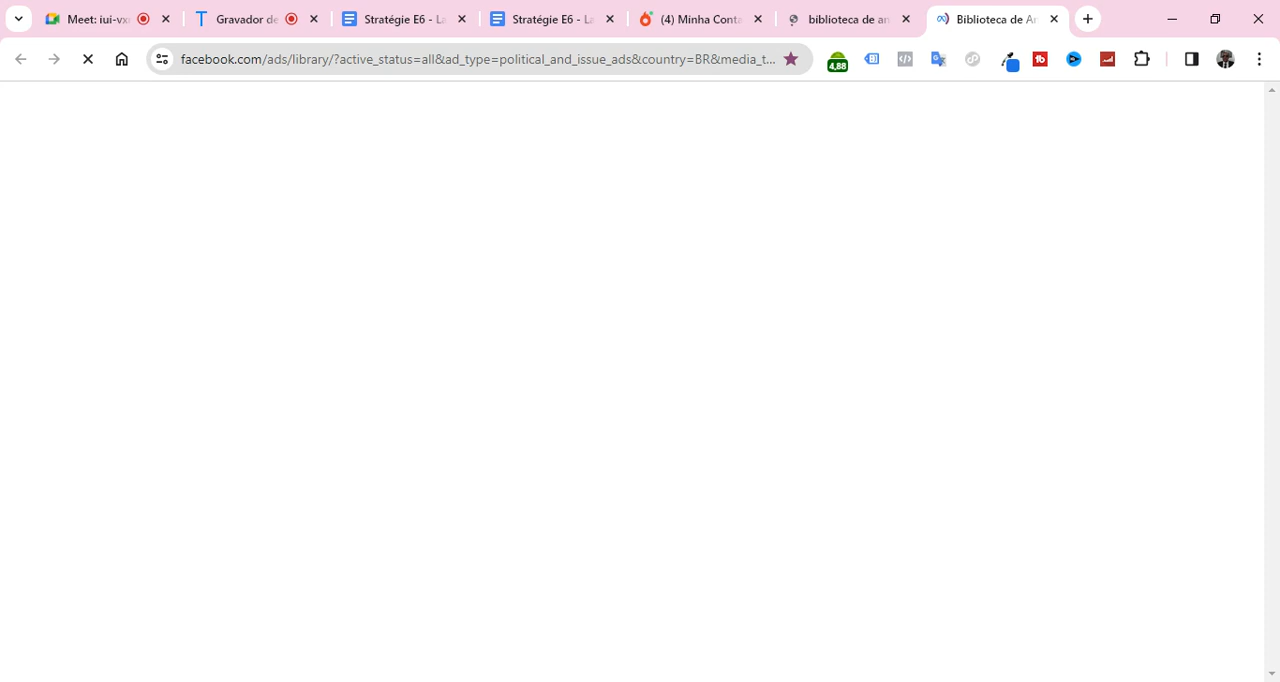 Meet: iui-vx
Gravador de
Stratégie E6 - La
Stratégie E6 - La
(4) Minha Conta
biblioteca de an
Biblioteca de An
facebook.com/ads/library/?active_status=all&ad_type=political_and_issue_ads&country=BR&media_t...
4,88